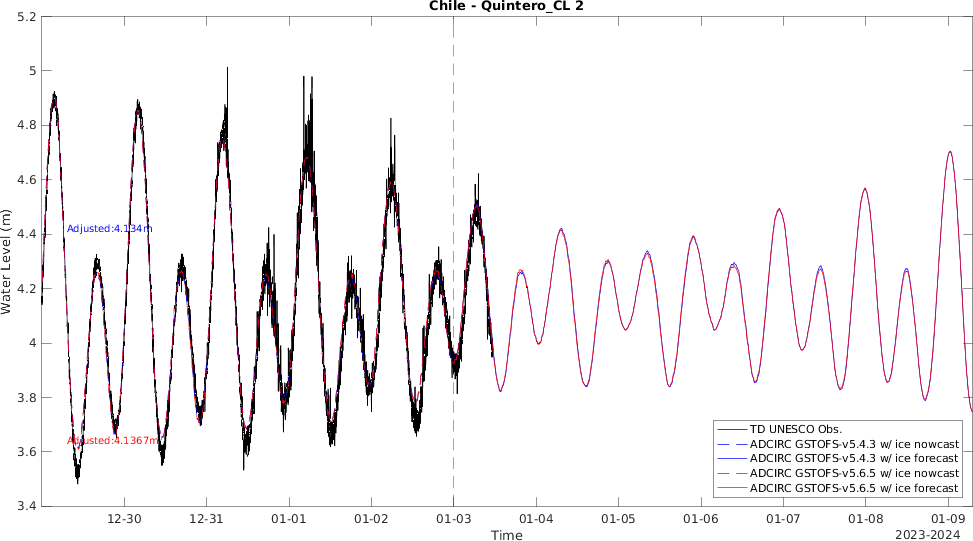 Chile - Quintero_CL 2
5.2
5
4.8
4.6
4.4
4.2
4
3.8
3.6
3.4
Water Level (m)
Adjusted:4.134m
Adjusted:4.1367m
TD UNESCO Obs.
ADCIRC GSTOFS-v5.4.3 w/ ice nowcast
ADCIRC GSTOFS-v5.4.3 w/ ice forecast
ADCIRC GSTOFS-v5.6.5 w/ ice nowcast
ADCIRC GSTOFS-v5.6.5 w/ ice forecast
12-30 12-31 01-01 01-02 01-03 01-04 01-05 01-06 01-07 01-08 01-09
Time
2023-2024